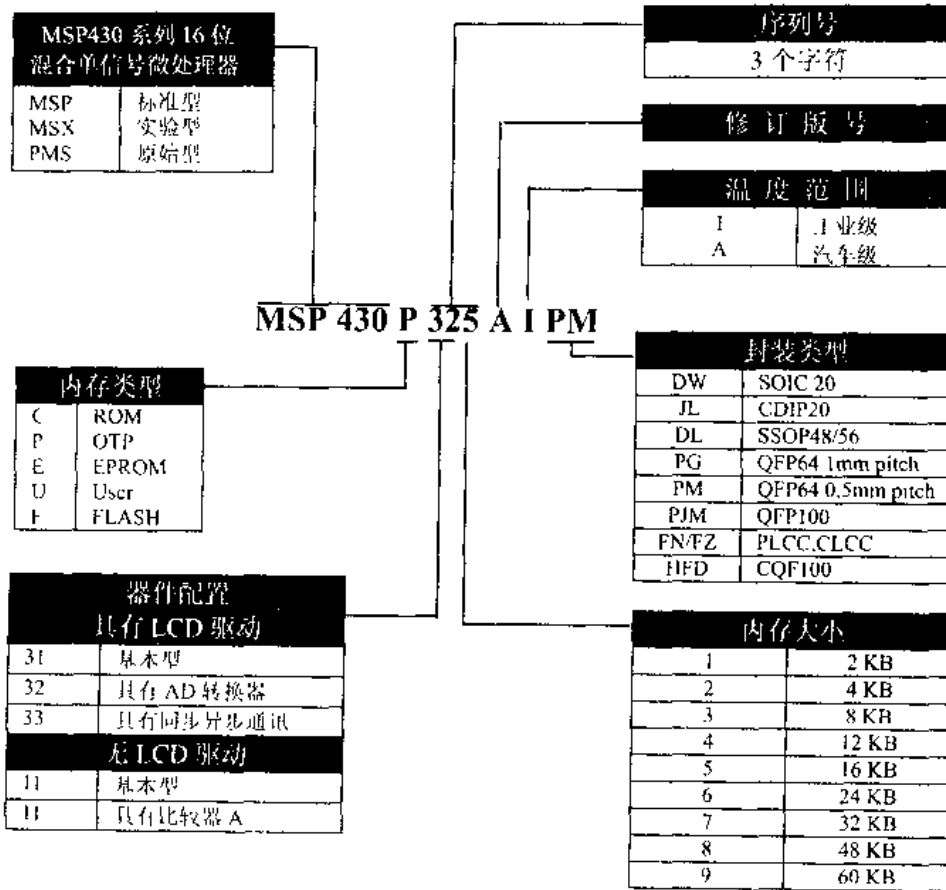 MSP430 系列 16 位
混合单信号微处理器
MSP 标准型
MSX 实验型
PMS 原始型
序列号
3 个字符
修 订 版 号
温 度 范 围
I 工业级
A 汽车级
MSP 430 P 325 A I PM
内存类型
C ROM
P OTP
E EPROM
U User
F FLASH
封装类型
DW SOIC 20
JL CDIP20
DL SSOP48/56
PG QFP64 1mm pitch
PM QFP64 0.5mm pitch
PJM QFP100
FN/FZ PLCC.CLCC
HFD CQF100
器件配置
具有 LCD 驱动
31 基本型
32 具有 AD 转换器
33 具有同步异步通讯
无 LCD 驱动
11 基本型
11 具有比较器 A
内存大小
1 2 KB
2 4 KB
3 8 KB
4 12 KB
5 16 KB
6 24 KB
7 32 KB
8 48 KB
9 60 KB